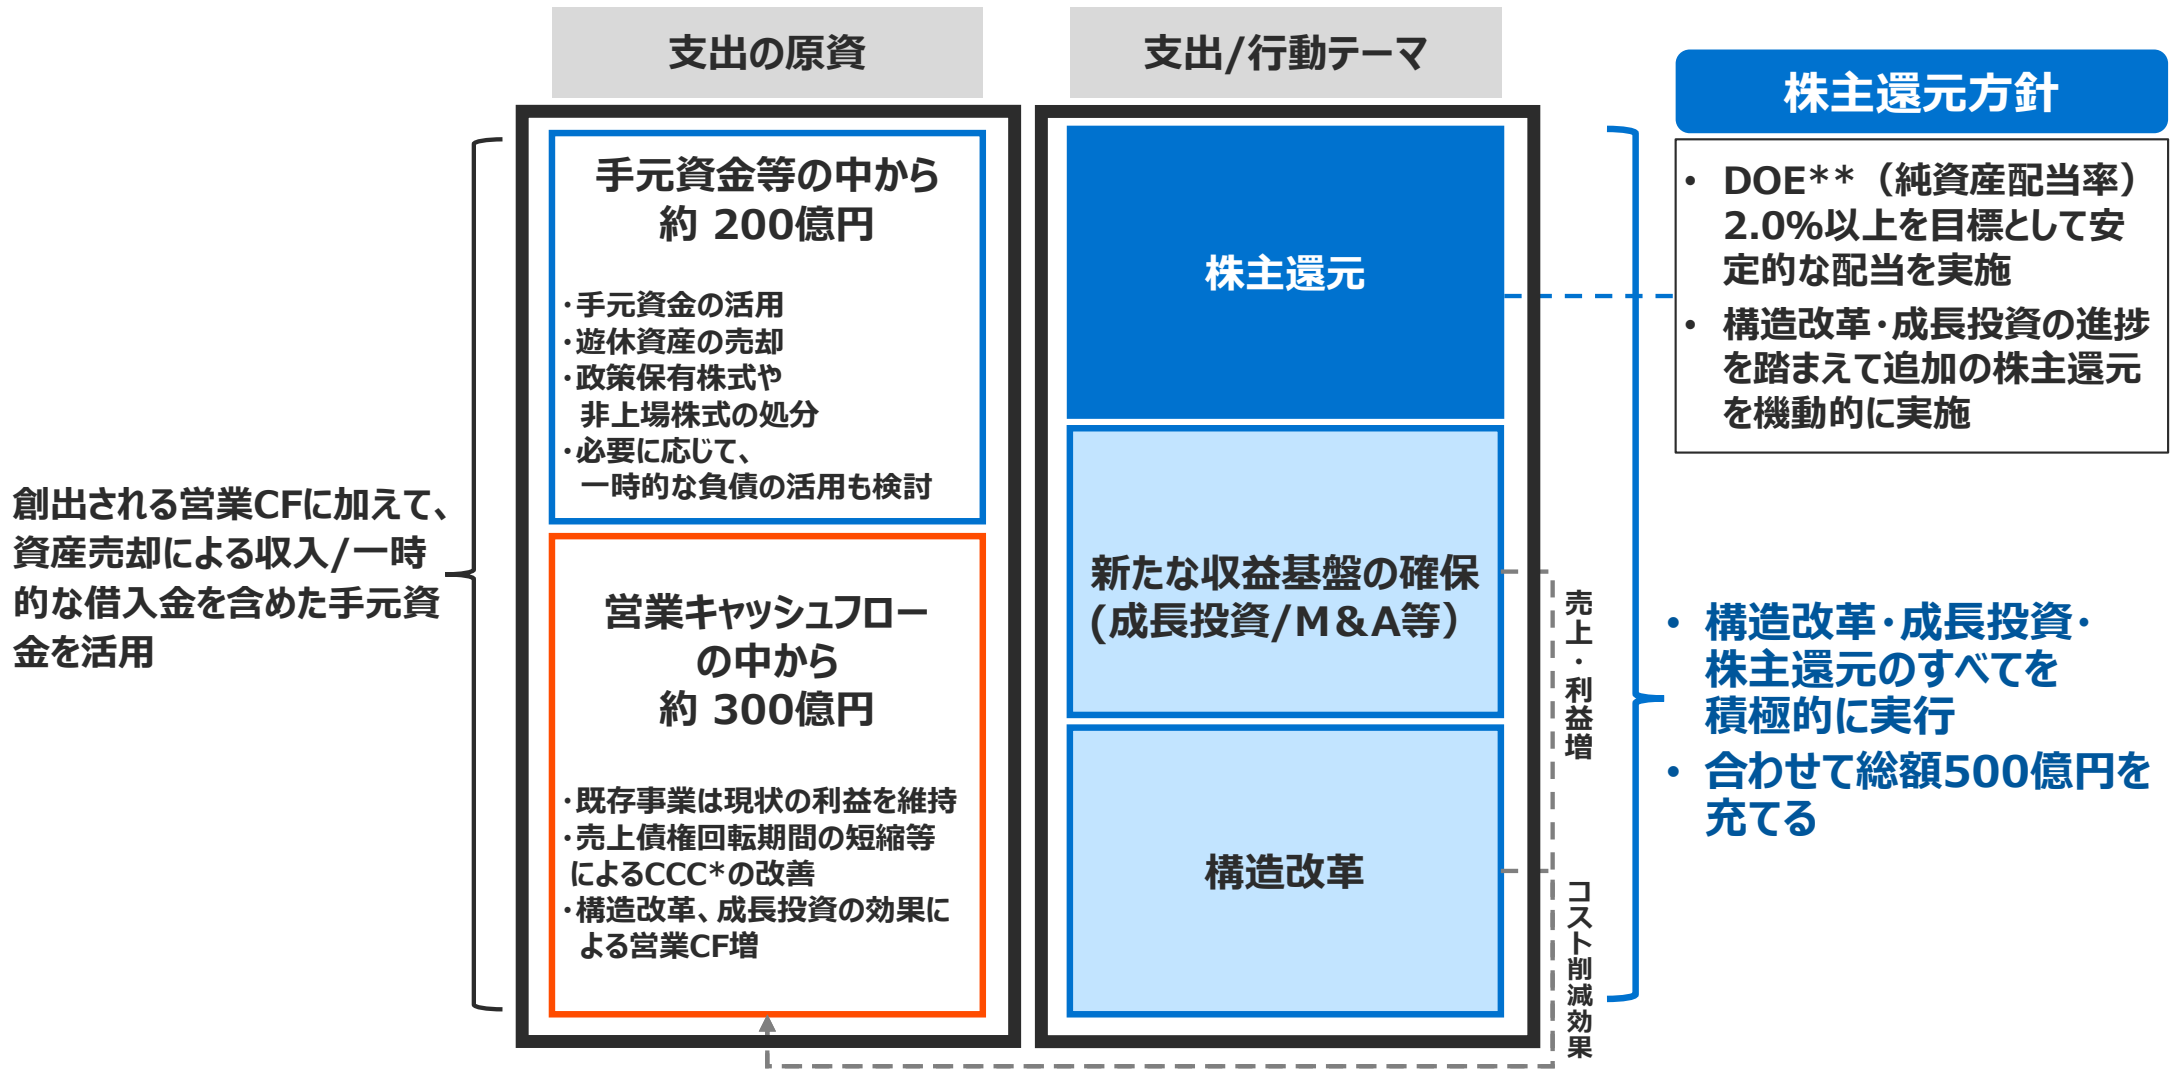 支出の原資
支出/行動テーマ
株主還元方針
手元資金等の中から
約 200億円
・手元資金の活用
・遊休資産の売却
・政策保有株式や
非上場株式の処分
・必要に応じて、
一時的な負債の活用も検討
創出される営業CFに加えて、
資産売却による収入/一時
的な借入金を含めた手元資
金を活用
営業キャッシュフロー
の中から
約 300億円
・既存事業は現状の利益を維持
・売上債権回転期間の短縮等
によるCCC*の改善
・構造改革、成長投資の効果に
よる営業CF増
株主還元
新たな収益基盤の確保
(成長投資/M&A等)
構造改革
売上・利益増
コスト削減効果
• DOE**(純資産配当率)
2.0%以上を目標として安
定的な配当を実施
• 構造改革・成長投資の進捗
を踏まえて追加の株主還元
を機動的に実施
• 構造改革・成長投資・
株主還元のすべてを
積極的に実行
• 合わせて総額500億円を
充てる